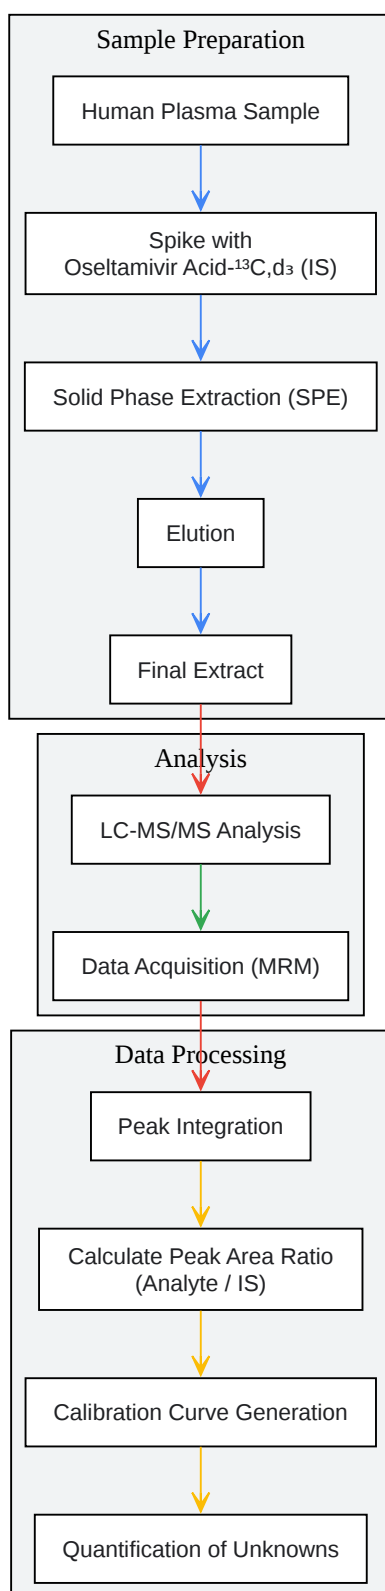 Sample Preparation
Human Plasma Sample
Spike with
Oseltamivir Acid-¹³C,d₃ (IS)
Solid Phase Extraction (SPE)
Elution
Final Extract
Analysis
LC-MS/MS Analysis
Data Acquisition (MRM)
Data Processing
Peak Integration
Calculate Peak Area Ratio
(Analyte / IS)
Calibration Curve Generation
Quantification of Unknowns